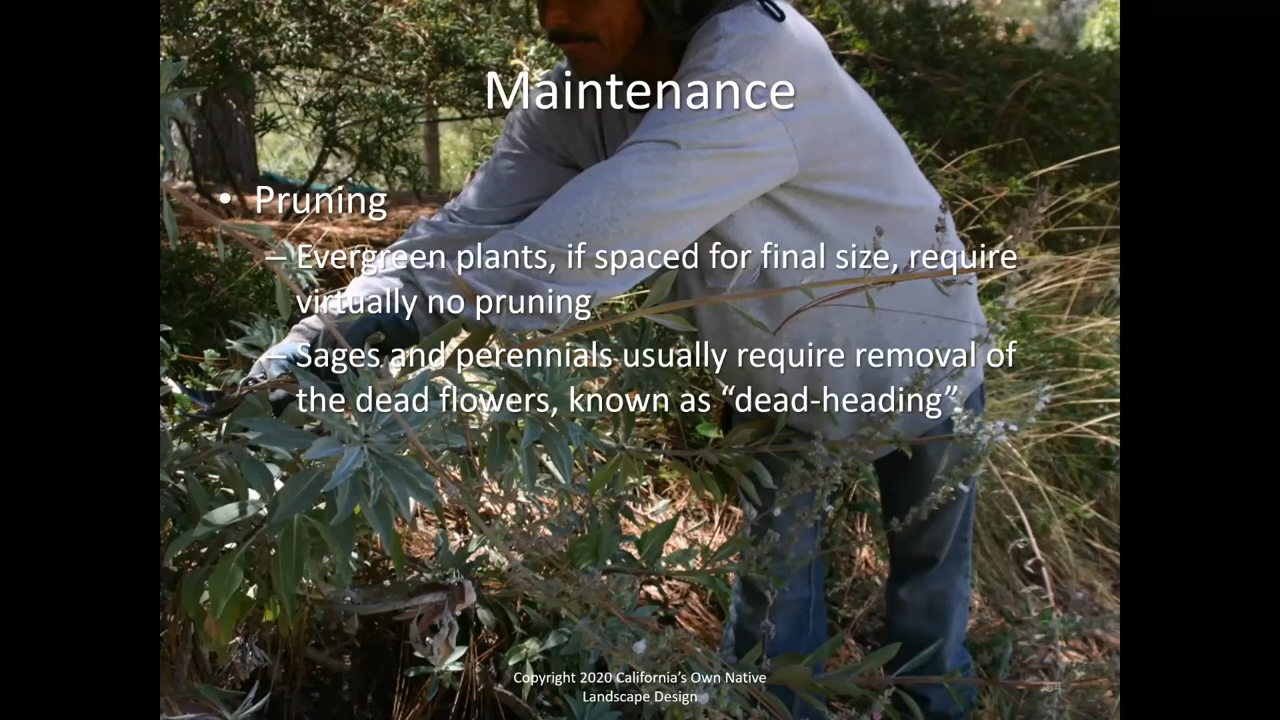 Maintenance
• Pruning
– Evergreen plants, if spaced for final size, require
virtually no pruning
– Sages and perennials usually require removal of
the dead flowers, known as “dead-heading”.
Copyright 2020 California’s Own Native
Landscape Design